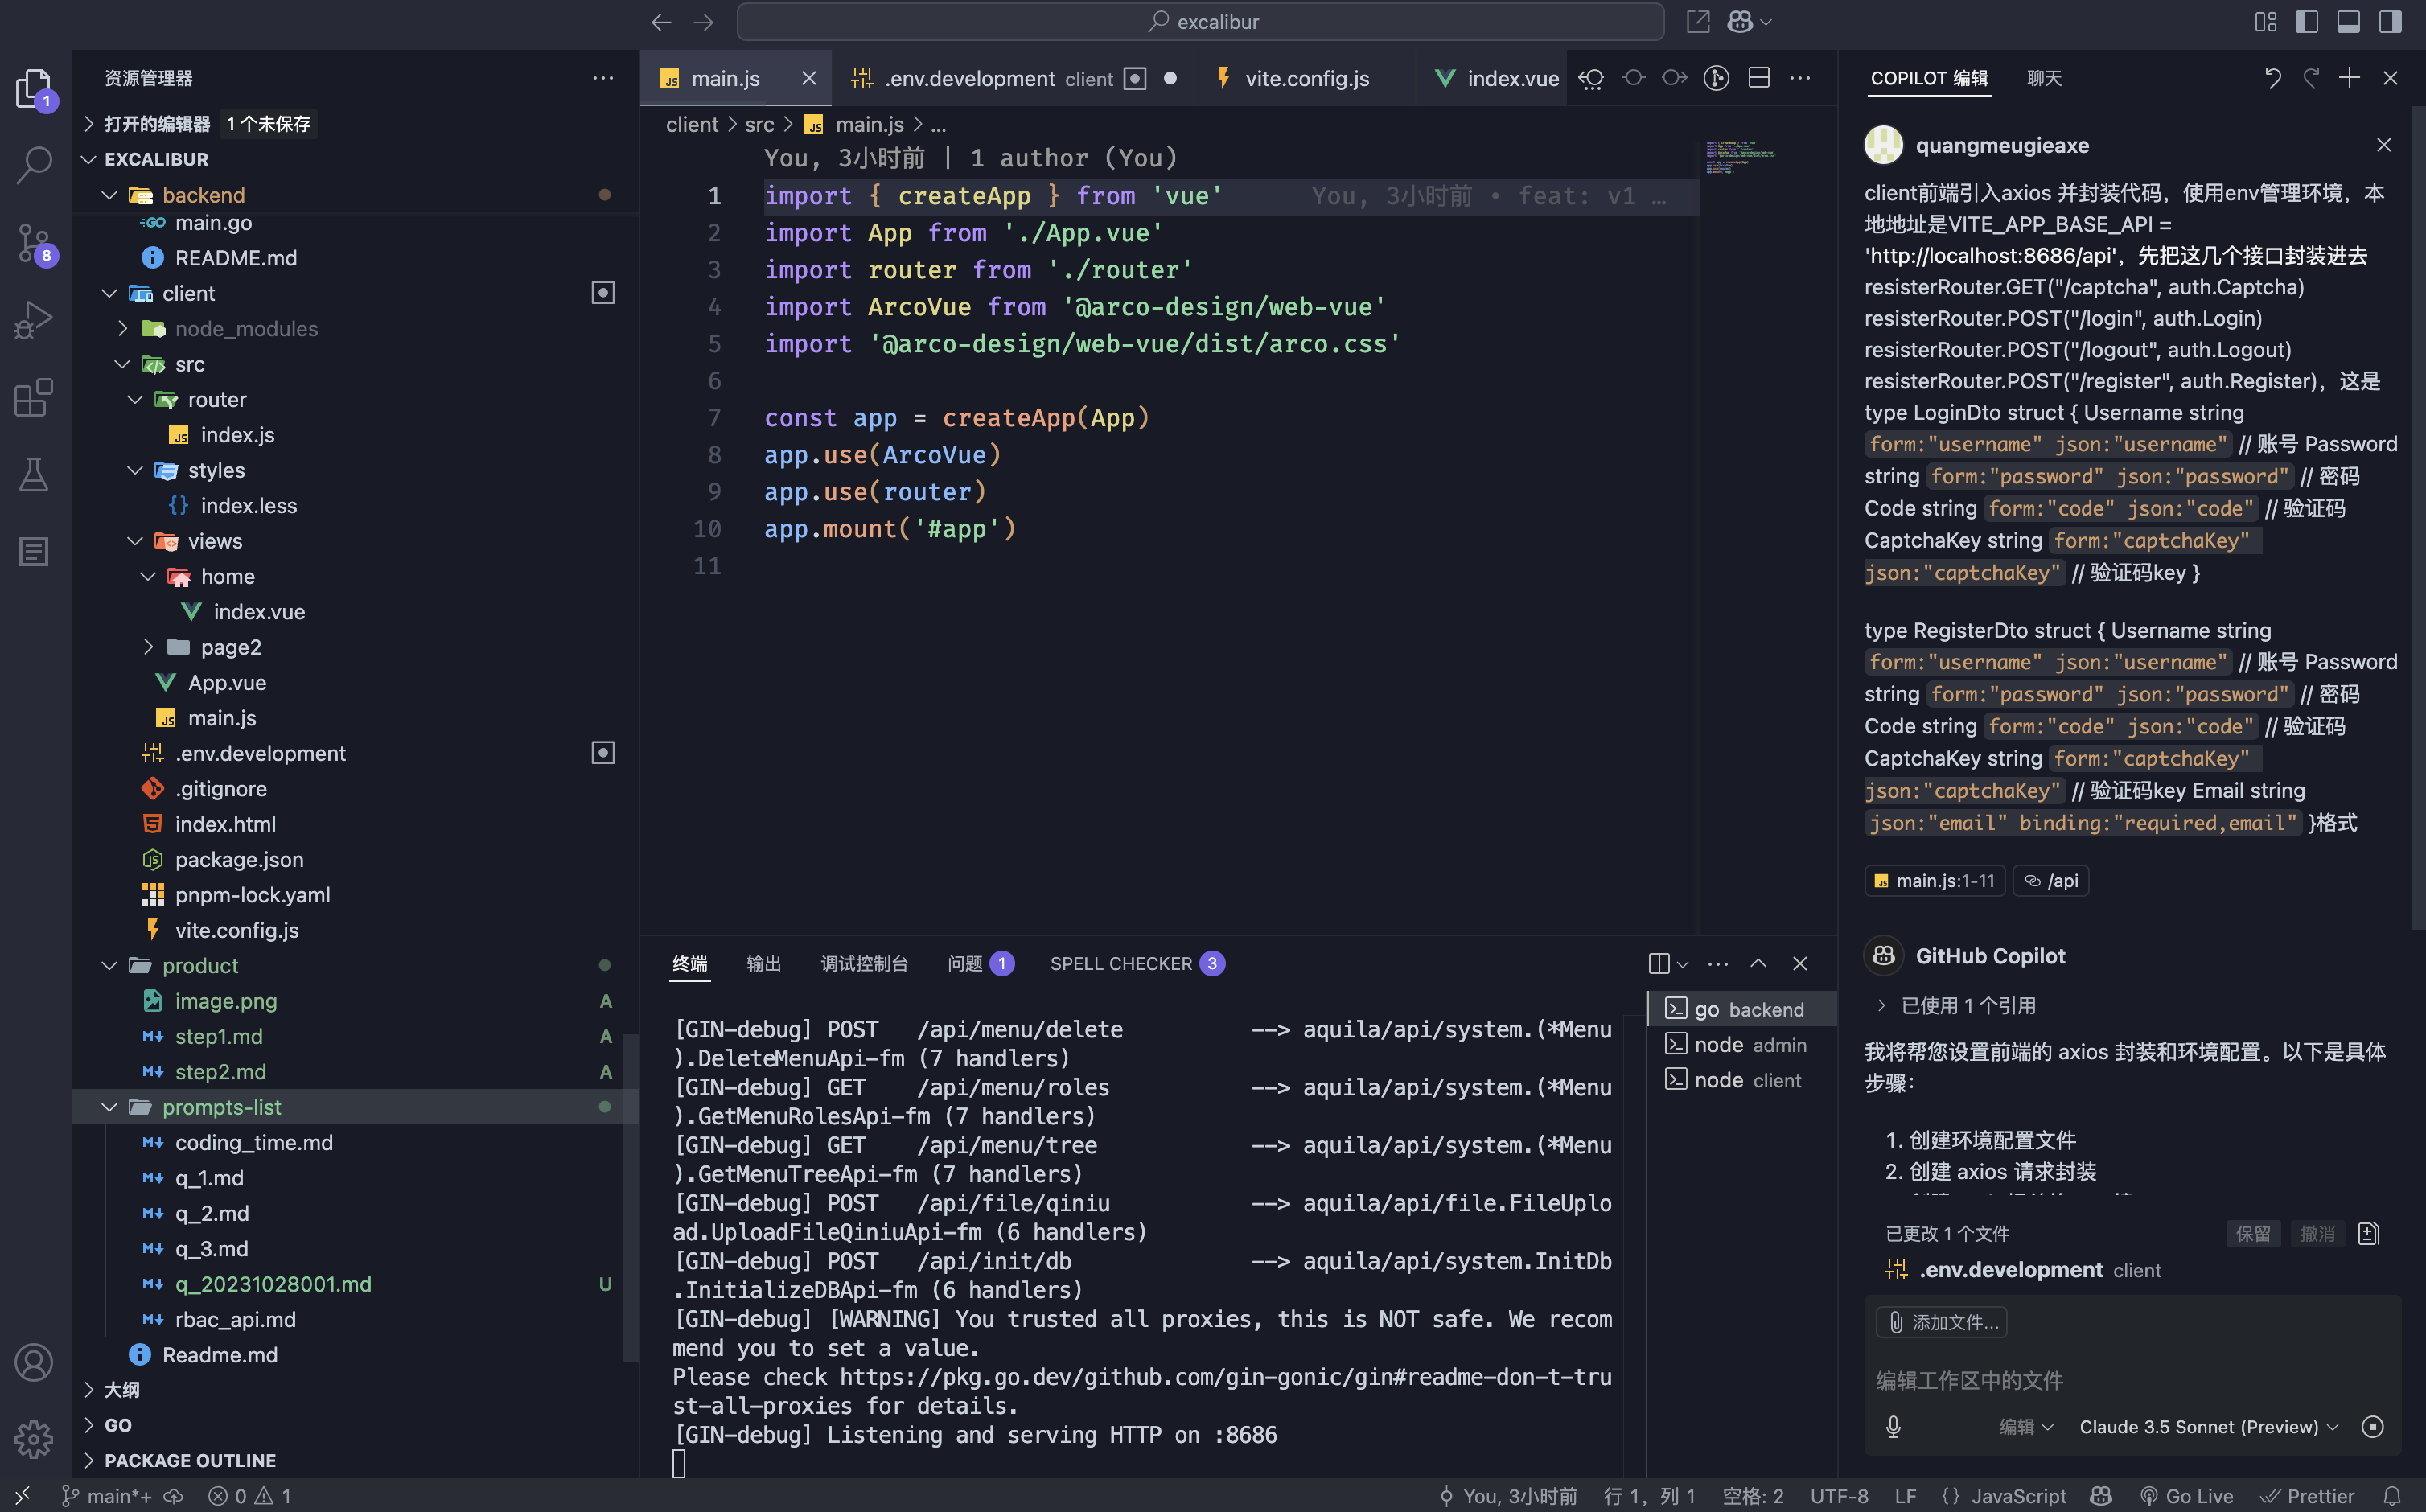 excalibur
资源管理器
打开的编辑器 1 个未保存
EXCALIBUR
backend
main.go
README.md
client
node_modules
src
router
index.js
styles
index.less
views
home
index.vue
page2
App.vue
main.js
.env.development
.gitignore
index.html
package.json
pnpm-lock.yaml
vite.config.js
product
image.png A
step1.md A
step2.md A
prompts-list
coding_time.md
q_1.md
q_2.md
q_3.md
q_20231028001.md U
rbac_api.md
Readme.md
大纲
GO
PACKAGE OUTLINE
1
8
main.js
.env.development client
vite.config.js
index.vue
client > src > main.js > ...
You, 3小时前 | 1 author (You)
1 import { createApp } from 'vue' You, 3小时前 • feat: v1 …
2 import App from './App.vue'
3 import router from './router'
4 import ArcoVue from '@arco-design/web-vue'
5 import '@arco-design/web-vue/dist/arco.css'
6
7 const app = createApp(App)
8 app.use(ArcoVue)
9 app.use(router)
10 app.mount('#app')
11
终端 输出 调试控制台 问题 1 SPELL CHECKER 3
[GIN-debug] POST /api/menu/delete --> aquila/api/system.(*Menu
).DeleteMenuApi-fm (7 handlers)
[GIN-debug] GET /api/menu/roles --> aquila/api/system.(*Menu
).GetMenuRolesApi-fm (7 handlers)
[GIN-debug] GET /api/menu/tree --> aquila/api/system.(*Menu
).GetMenuTreeApi-fm (7 handlers)
[GIN-debug] POST /api/file/qiniu --> aquila/api/file.FileUplo
ad.UploadFileQiniuApi-fm (6 handlers)
[GIN-debug] POST /api/init/db --> aquila/api/system.InitDb
.InitializeDBApi-fm (6 handlers)
[GIN-debug] [WARNING] You trusted all proxies, this is NOT safe. We recom
mend you to set a value.
Please check https://pkg.go.dev/github.com/gin-gonic/gin#readme-don-t-tru
st-all-proxies for details.
[GIN-debug] Listening and serving HTTP on :8686
go backend
node admin
node client
COPILOT 编辑 聊天
quangmeugieaxe
client前端引入axios 并封装代码，使用env管理环境，本
地地址是VITE_APP_BASE_API =
'http://localhost:8686/api'，先把这几个接口封装进去
resisterRouter.GET("/captcha", auth.Captcha)
resisterRouter.POST("/login", auth.Login)
resisterRouter.POST("/logout", auth.Logout)
resisterRouter.POST("/register", auth.Register)，这是
type LoginDto struct { Username string
form:"username" json:"username" // 账号 Password
string form:"password" json:"password" // 密码
Code string form:"code" json:"code" // 验证码
CaptchaKey string form:"captchaKey"
json:"captchaKey" // 验证码key }
type RegisterDto struct { Username string
form:"username" json:"username" // 账号 Password
string form:"password" json:"password" // 密码
Code string form:"code" json:"code" // 验证码
CaptchaKey string form:"captchaKey"
json:"captchaKey" // 验证码key Email string
json:"email" binding:"required,email" }格式
main.js:1-11 /api
GitHub Copilot
已使用 1 个引用
我将帮您设置前端的 axios 封装和环境配置。以下是具体
步骤：
1. 创建环境配置文件
2. 创建 axios 请求封装
已更改 1 个文件 保留 撤消
.env.development client
添加文件...
编辑工作区中的文件
编辑 Claude 3.5 Sonnet (Preview)
main*+ 0 1
You, 3小时前 行 1，列 1 空格: 2 UTF-8 LF {} JavaScript Go Live Prettier